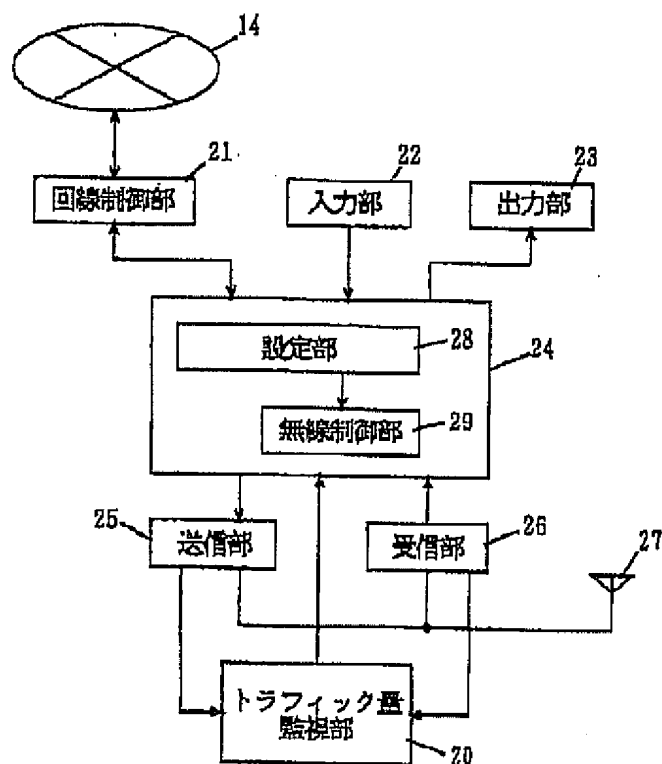 14
21
22
23
回線制御部
入力部
出力部
設定部
28
24
無線制御部
29
25
送信部
受信部
26
27
トラフィック量
監視部
20